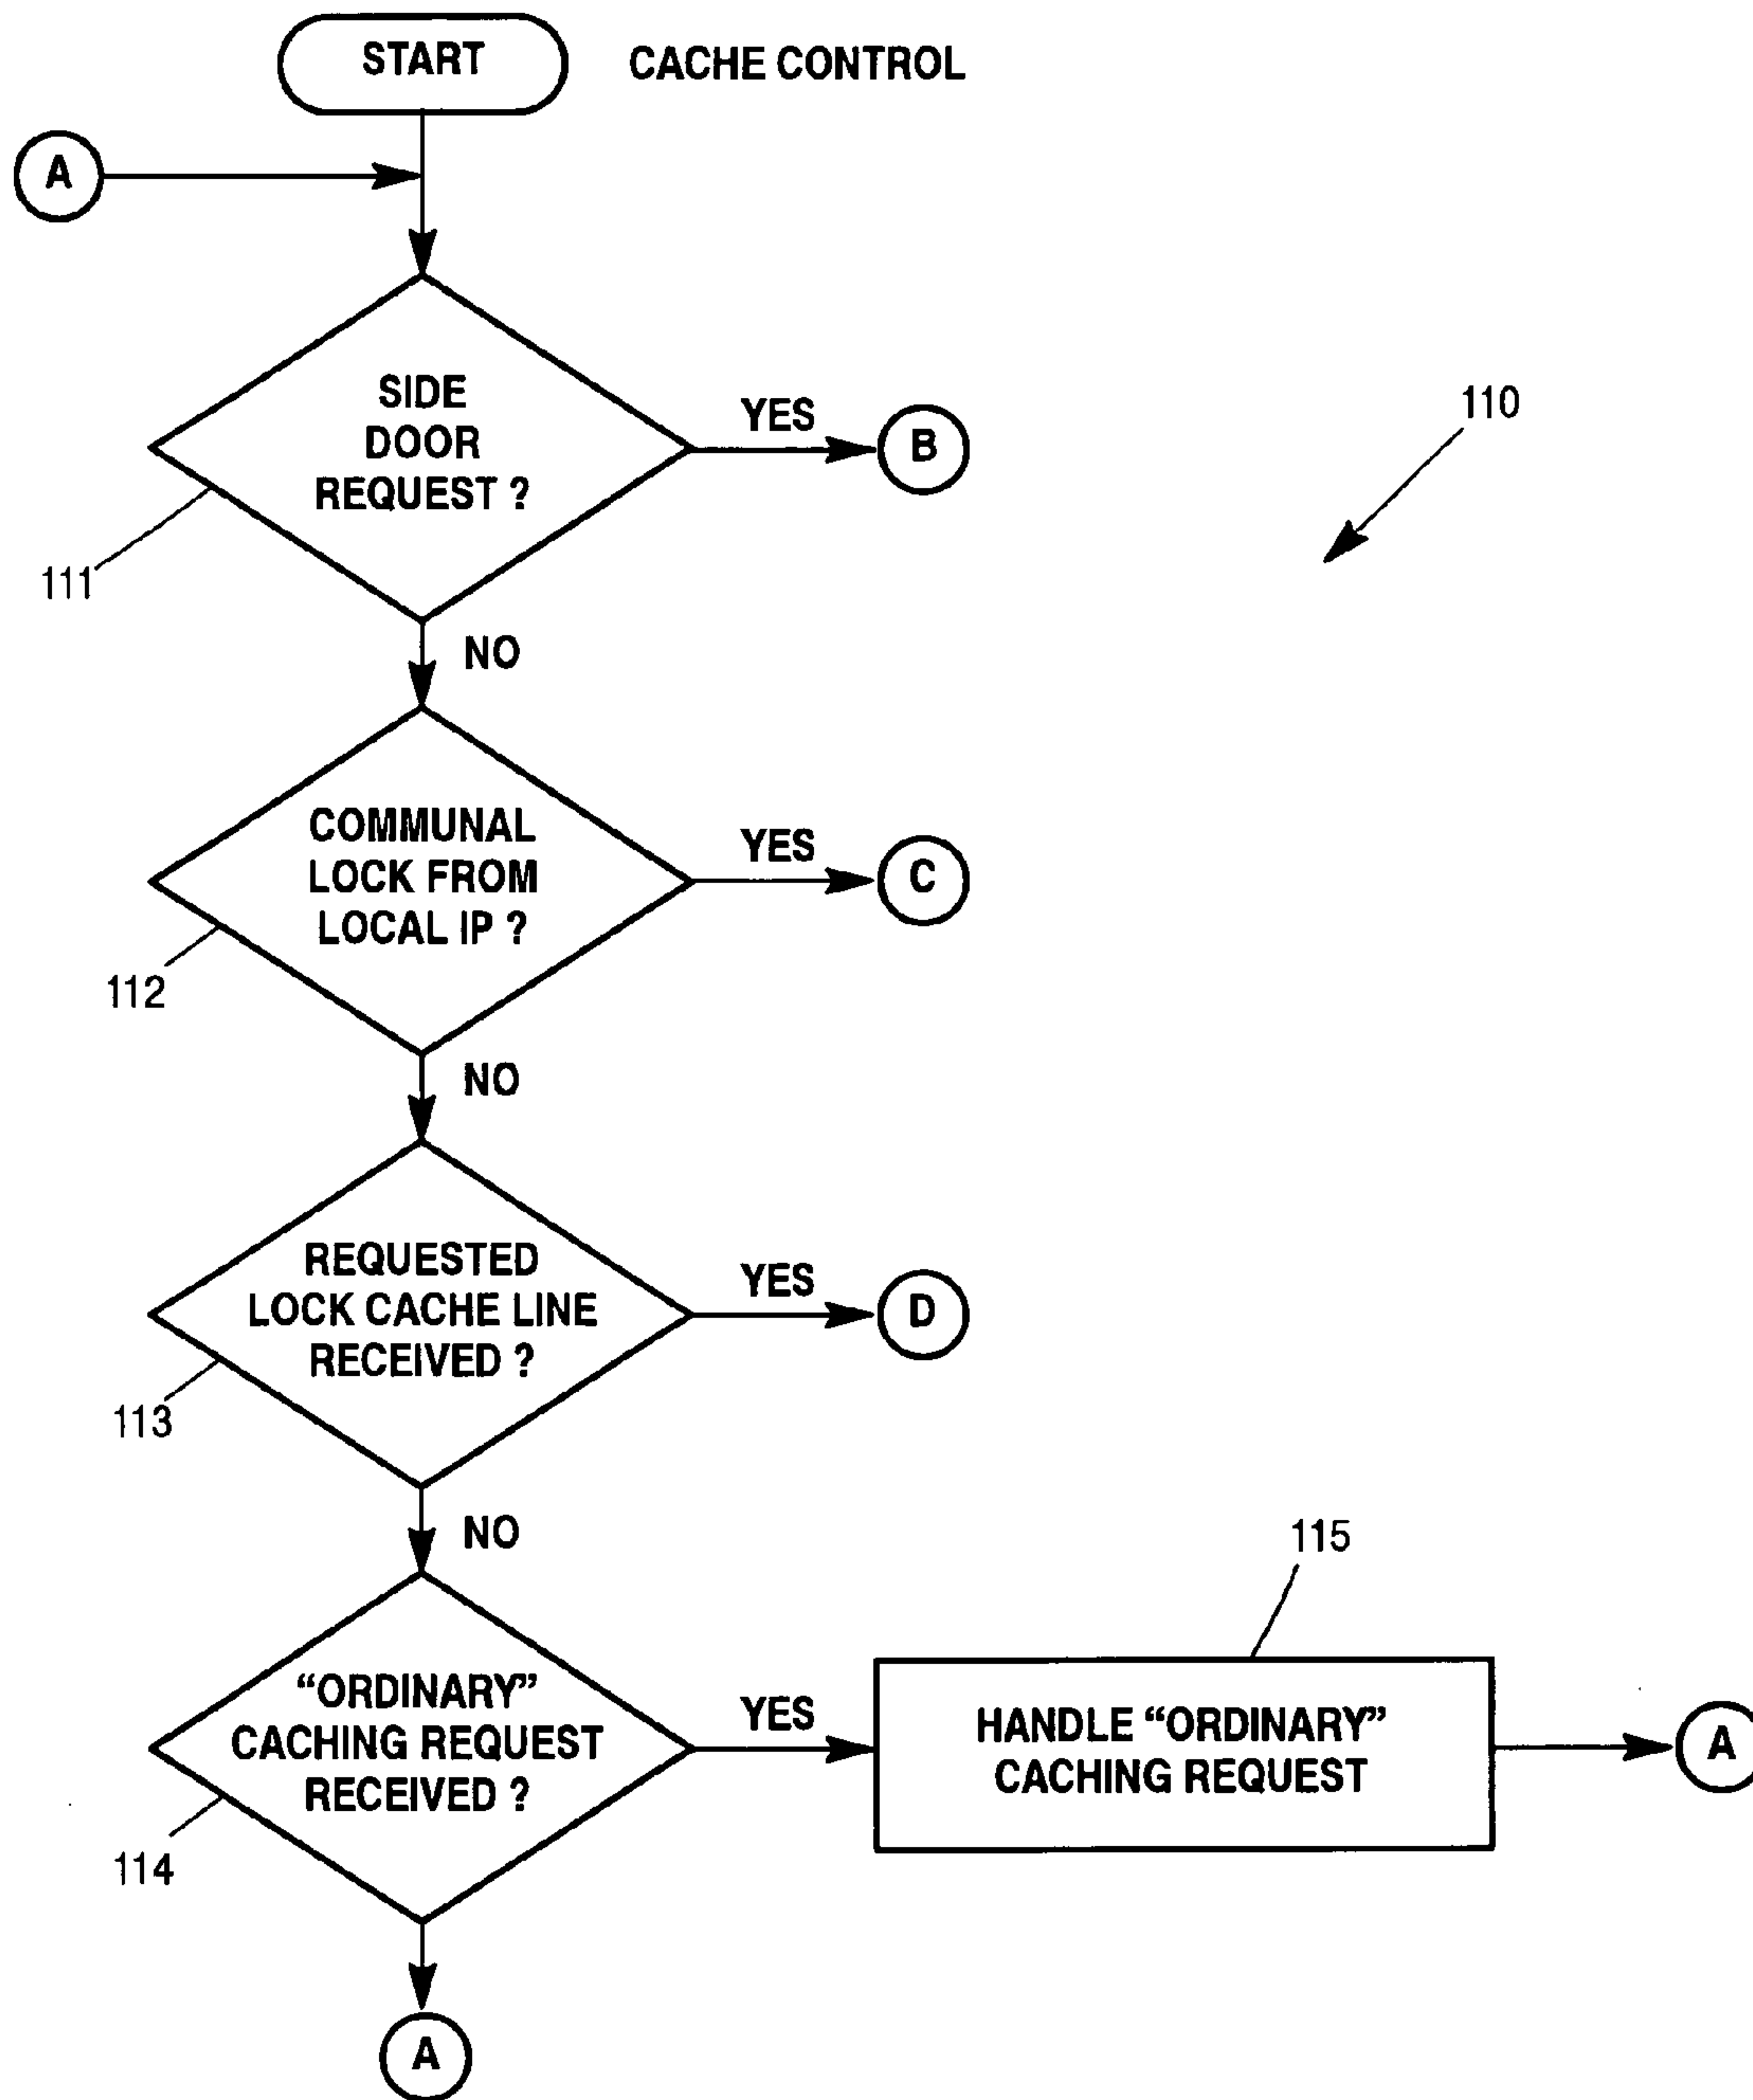 START
CACHE CONTROL
A
SIDE
DOOR
REQUEST ?
YES
B
110
111
NO
COMMUNAL
LOCK FROM
LOCAL IP ?
YES
C
112
NO
REQUESTED
LOCK CACHE LINE
RECEIVED ?
YES
D
113
NO
115
“ORDINARY”
CACHING REQUEST
RECEIVED ?
YES
HANDLE “ORDINARY”
CACHING REQUEST
A
114
A